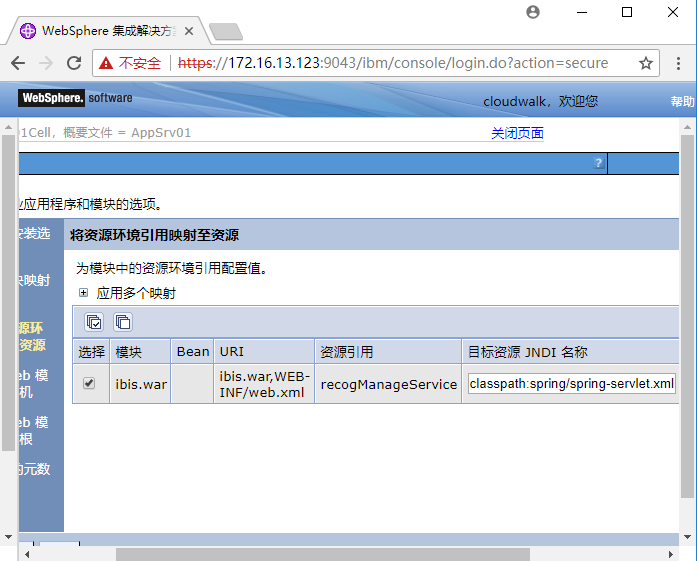 WebSphere 集成解决方
不安全
https://172.16.13.123:9043/ibm/console/login.do?action=secure
WebSphere. software
cloudwalk，欢迎您
帮助
1Cell，概要文件 = AppSrv01
关闭页面
?
应用程序和模块的选项。
安装选
将资源环境引用映射至资源
为模块中的资源环境引用配置值。
映射
应用多个映射
源环
资源
eb 模
机
eb 模
根
的元数
选择 模块 Bean URI 资源引用 目标资源 JNDI 名称
ibis.war ibis.war,WEB-INF/web.xml recogManageService classpath:spring/spring-servlet.xml